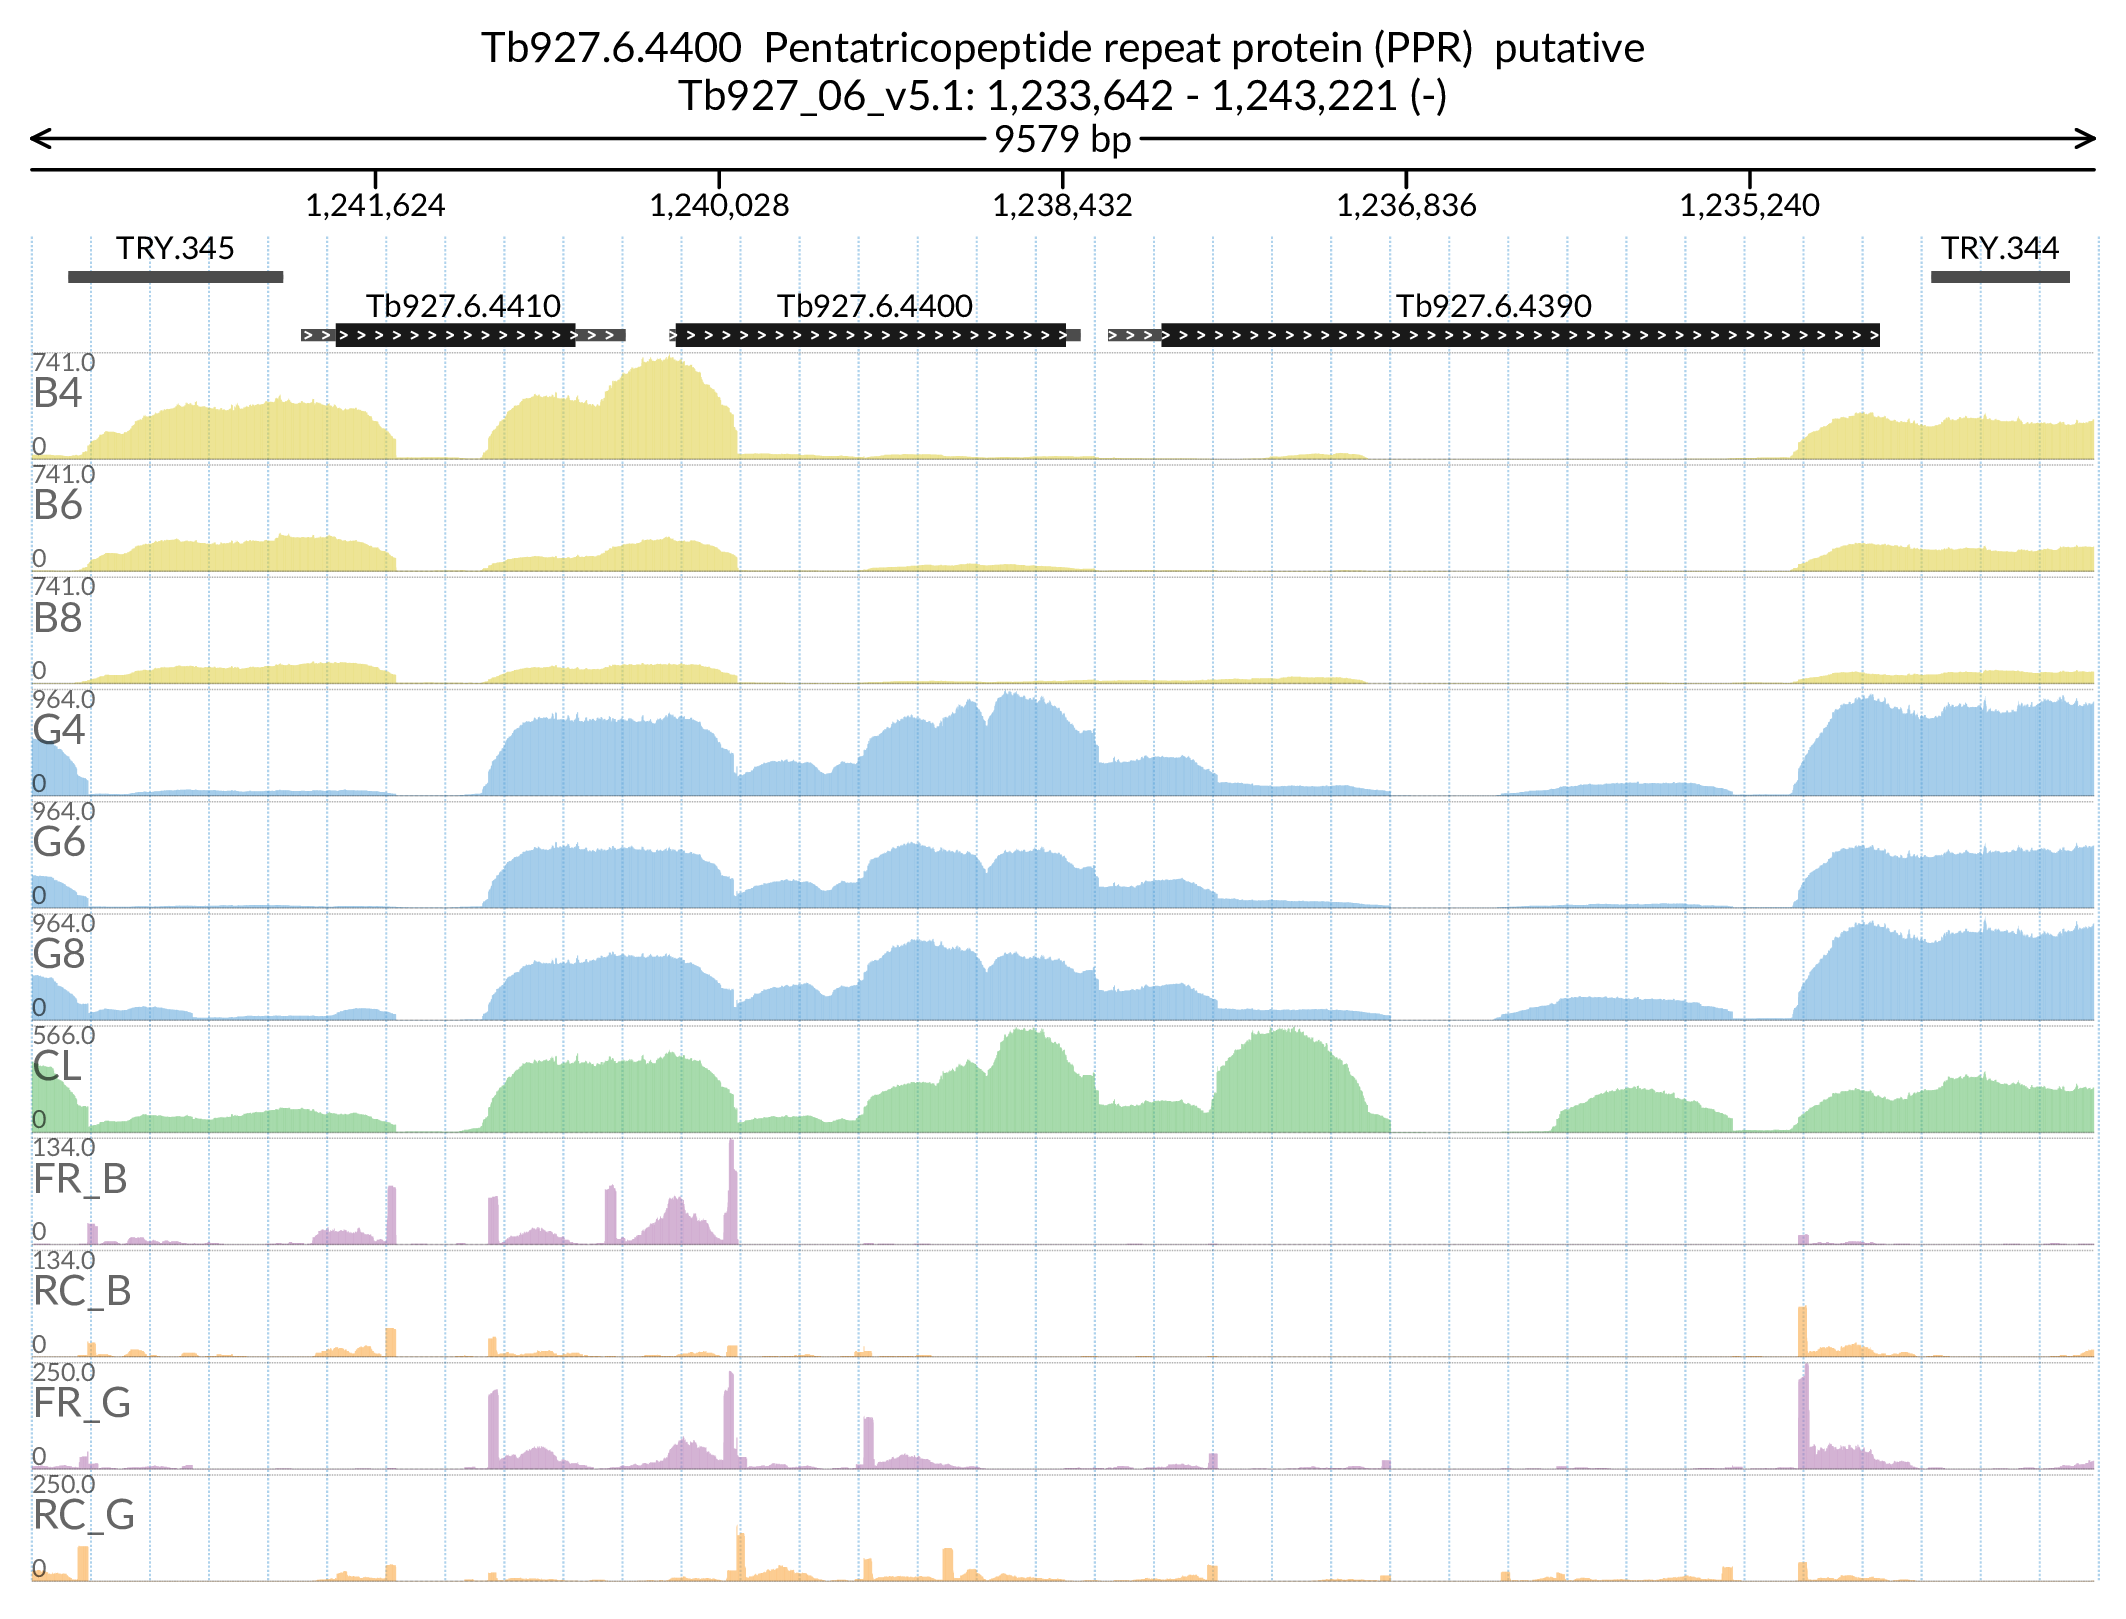 Tb927.6.4400 Pentatricopeptide repeat protein (PPR) putative
Tb927_06_v5.1: 1,233,642 - 1,243,221 (-)
9579 bp
1,241,624 1,240,028 1,238,432 1,236,836 1,235,240
TRY.345 TRY.344
Tb927.6.4410 Tb927.6.4400 Tb927.6.4390
741.0
B4
0
741.0
B6
0
741.0
B8
0
964.0
G4
0
964.0
G6
0
964.0
G8
0
566.0
CL
0
134.0
FR_B
0
134.0
RC_B
0
250.0
FR_G
0
250.0
RC_G
0